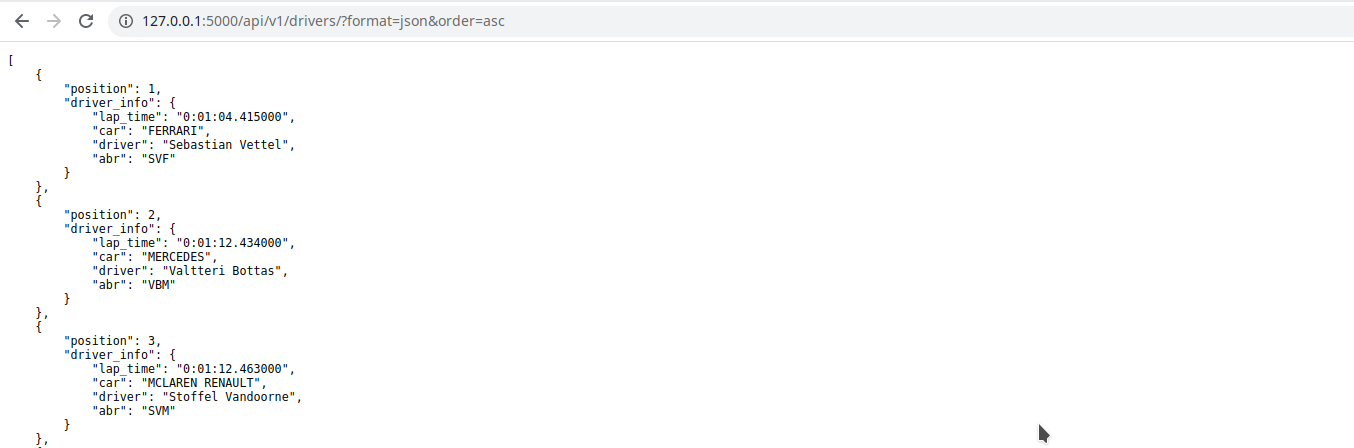 127.0.0.1:5000/api/v1/drivers/?format=json&order=asc
[
    {
        "position": 1,
        "driver_info": {
            "lap_time": "0:01:04.415000",
            "car": "FERRARI",
            "driver": "Sebastian Vettel",
            "abr": "SVF"
        }
    },
    {
        "position": 2,
        "driver_info": {
            "lap_time": "0:01:12.434000",
            "car": "MERCEDES",
            "driver": "Valtteri Bottas",
            "abr": "VBM"
        }
    },
    {
        "position": 3,
        "driver_info": {
            "lap_time": "0:01:12.463000",
            "car": "MCLAREN RENAULT",
            "driver": "Stoffel Vandoorne",
            "abr": "SVM"
        }
    },